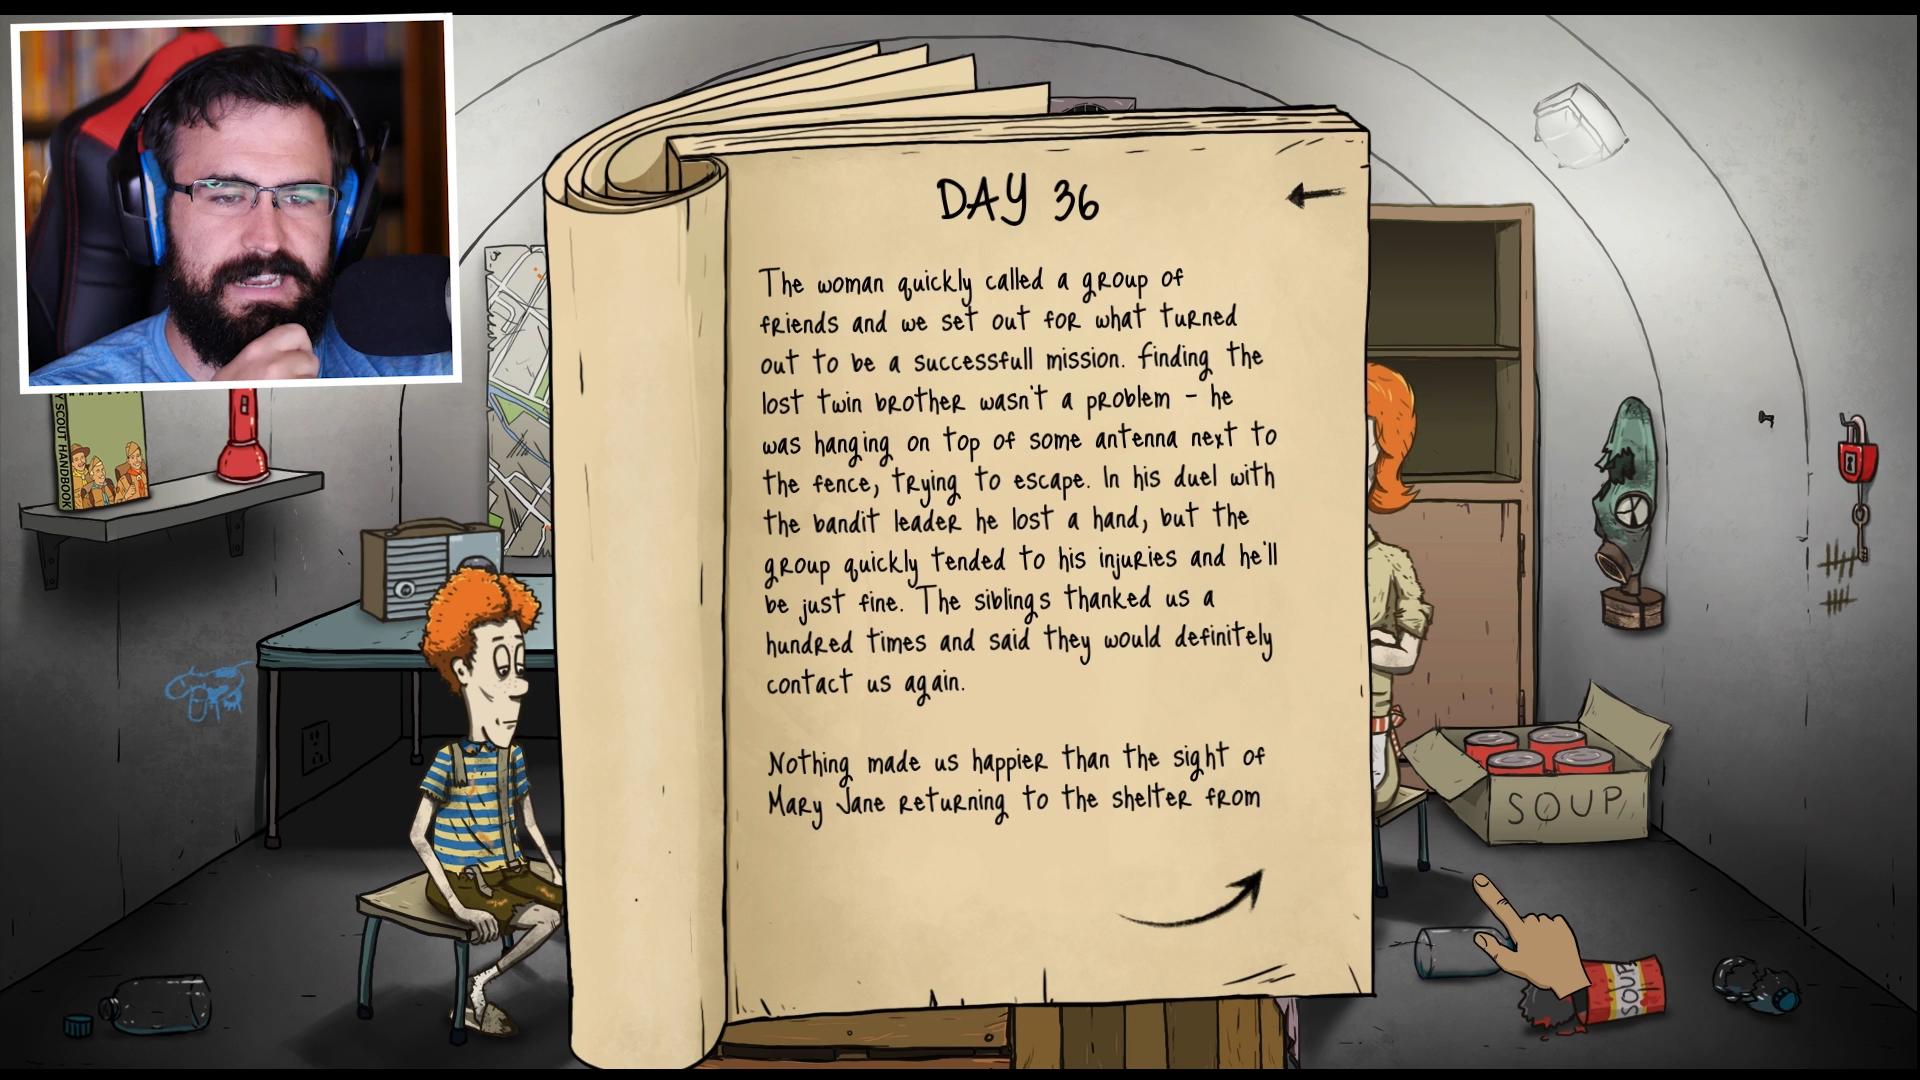 DAY 36
The woman quickly called a group of
friends and we set out for what turned
out to be a successfull mission. Finding the
lost twin brother wasn't a problem - he
was hanging on top of some antenna next to
the fence, trying to escape. In his duel with
the bandit leader he lost a hand, but the
group quickly tended to his injuries and he'll
be just fine. The siblings thanked us a
hundred times and said they would definitely
contact us again.
Nothing made us happier than the sight of
Mary Jane returning to the shelter from
Y SCOUT HANDBOOK
SOUP
SOUP